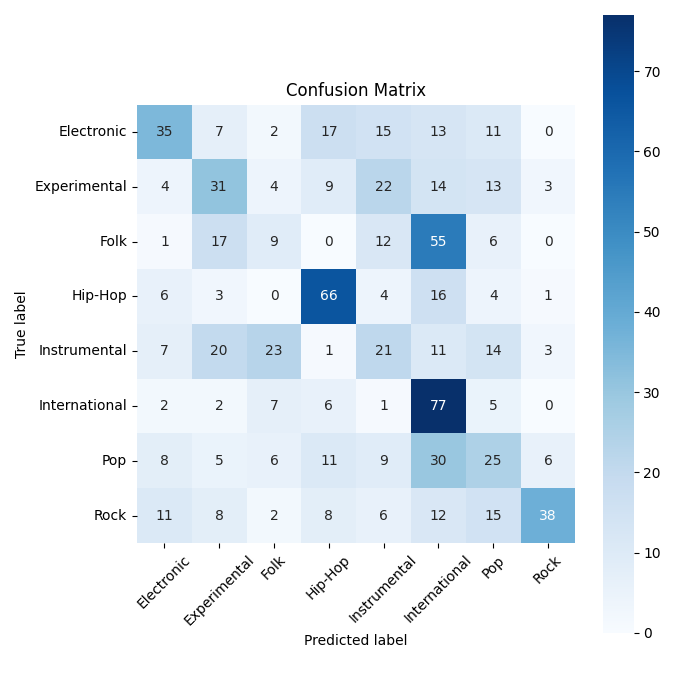 Confusion Matrix
True label
Electronic 35 7 2 17 15 13 11 0
Experimental 4 31 4 9 22 14 13 3
Folk 1 17 9 0 12 55 6 0
Hip-Hop 6 3 0 66 4 16 4 1
Instrumental 7 20 23 1 21 11 14 3
International 2 2 7 6 1 77 5 0
Pop 8 5 6 11 9 30 25 6
Rock 11 8 2 8 6 12 15 38
Electronic Experimental Folk Hip-Hop Instrumental International Pop Rock
Predicted label
70
60
50
40
30
20
10
0